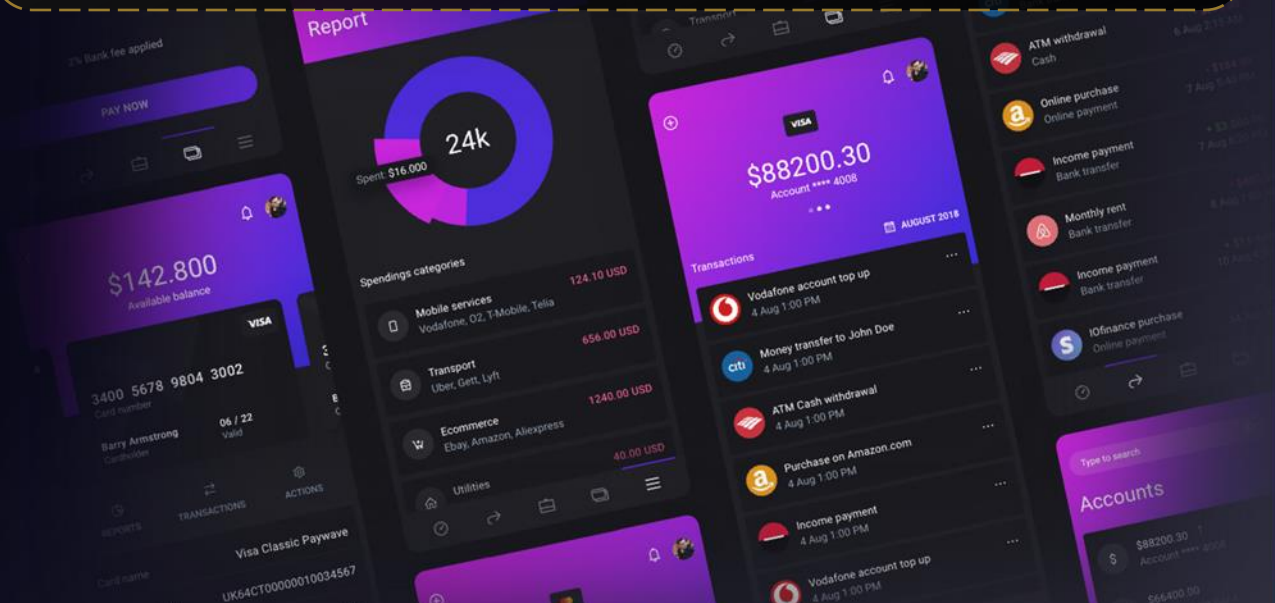 2% Bank fee applied
PAY NOW
$142.800
Available balance
VISA
3400 5678 9804 3002
Card number
Barry Armstrong
Cardholder
06 / 22
Valid
REPORTS
TRANSACTIONS
ACTIONS
Card name
Visa Classic Paywave
UK64CT00000010034567
Report
24k
Spent: $16.000
Spendings categories
Mobile services
Vodafone, O2, T-Mobile, Telia
124.10 USD
Transport
Uber, Gett, Lyft
656.00 USD
Ecommerce
Ebay, Amazon, Aliexpress
1240.00 USD
Utilities
40.00 USD
Transport
VISA
$88200.30
Account **** 4008
AUGUST 2018
Transactions
Vodafone account top up
4 Aug 1:00 PM
citi
Money transfer to John Doe
4 Aug 1:00 PM
ATM Cash withdrawal
4 Aug 1:00 PM
a
Purchase on Amazon.com
4 Aug 1:00 PM
Income payment
4 Aug 1:00 PM
Vodafone account top up
4 Aug 1:00 PM
ATM withdrawal
Cash
6 Aug 2:15 AM
a
Online purchase
Online payment
Income payment
Bank transfer
Monthly rent
Bank transfer
Income payment
Bank transfer
S
IOfinance purchase
Online payment
Type to search
Accounts
$
$88200.30
Account **** 4008
$66400.00